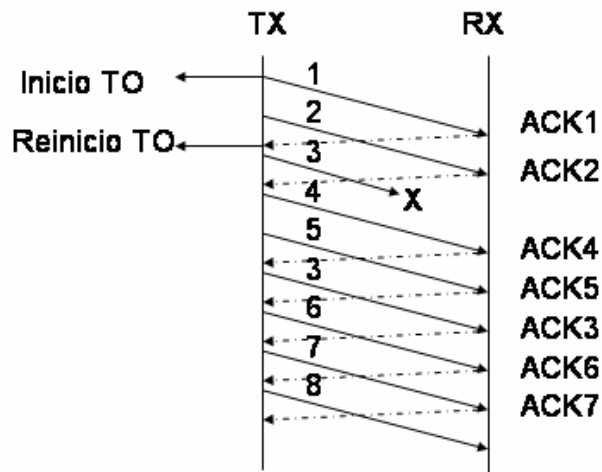 TX RX
Inicio TO
1
2
ACK1
Reinicio TO
3
ACK2
X
4
5
ACK4
3
ACK5
6
ACK3
7
ACK6
8
ACK7